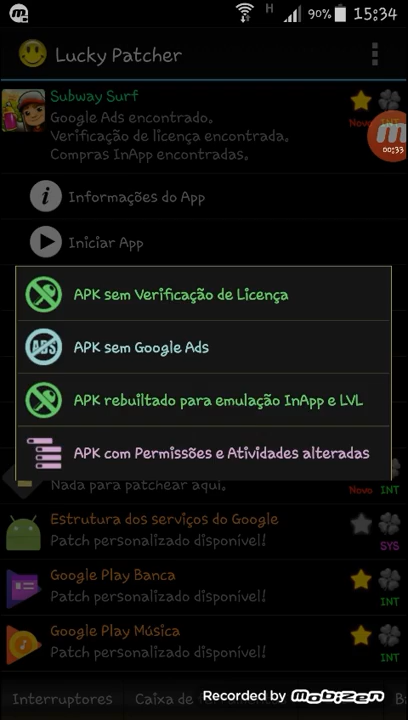 90% 15:34
H
Lucky Patcher
Subway Surf
Google Ads encontrado.
Verificação de licença encontrada.
Compras InApp encontradas.
Novo INT
00:33
Informações do App
Iniciar App
APK sem Verificação de Licença
ADS APK sem Google Ads
APK rebuiltado para emulação InApp e LVL
APK com Permissões e Atividades alteradas
Nada para patchear aqui.
Novo INT
Estrutura dos serviços do Google
Patch personalizado disponível!
SYS
Google Play Banca
Patch personalizado disponível!
INT
Google Play Música
Patch personalizado disponível!
INT
Interruptores Caixa de
Recorded by Mobizen